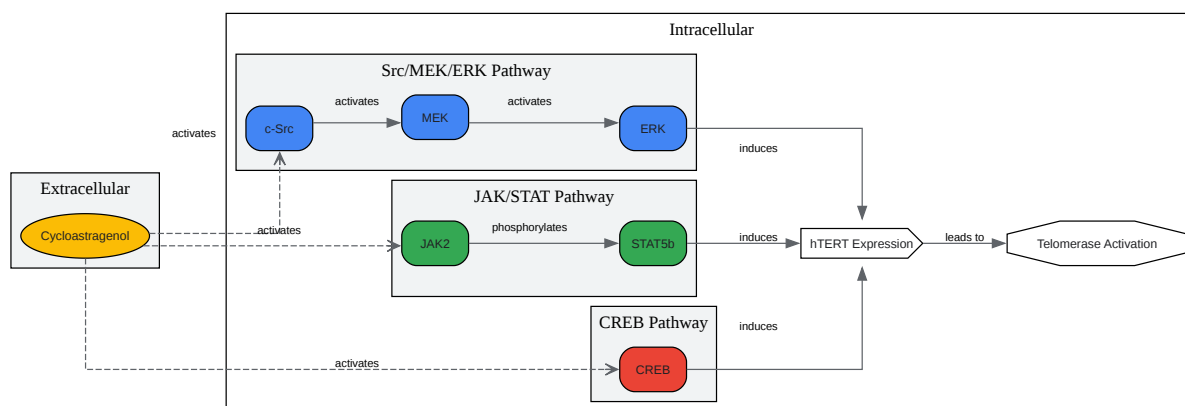 Intracellular
Src/MEK/ERK Pathway
activates
activates
activates
c-Src
MEK
ERK
induces
Extracellular
Cycloastragenol
activates
JAK/STAT Pathway
JAK2
phosphorylates
STAT5b
induces
hTERT Expression
leads to
Telomerase Activation
CREB Pathway
induces
activates
CREB